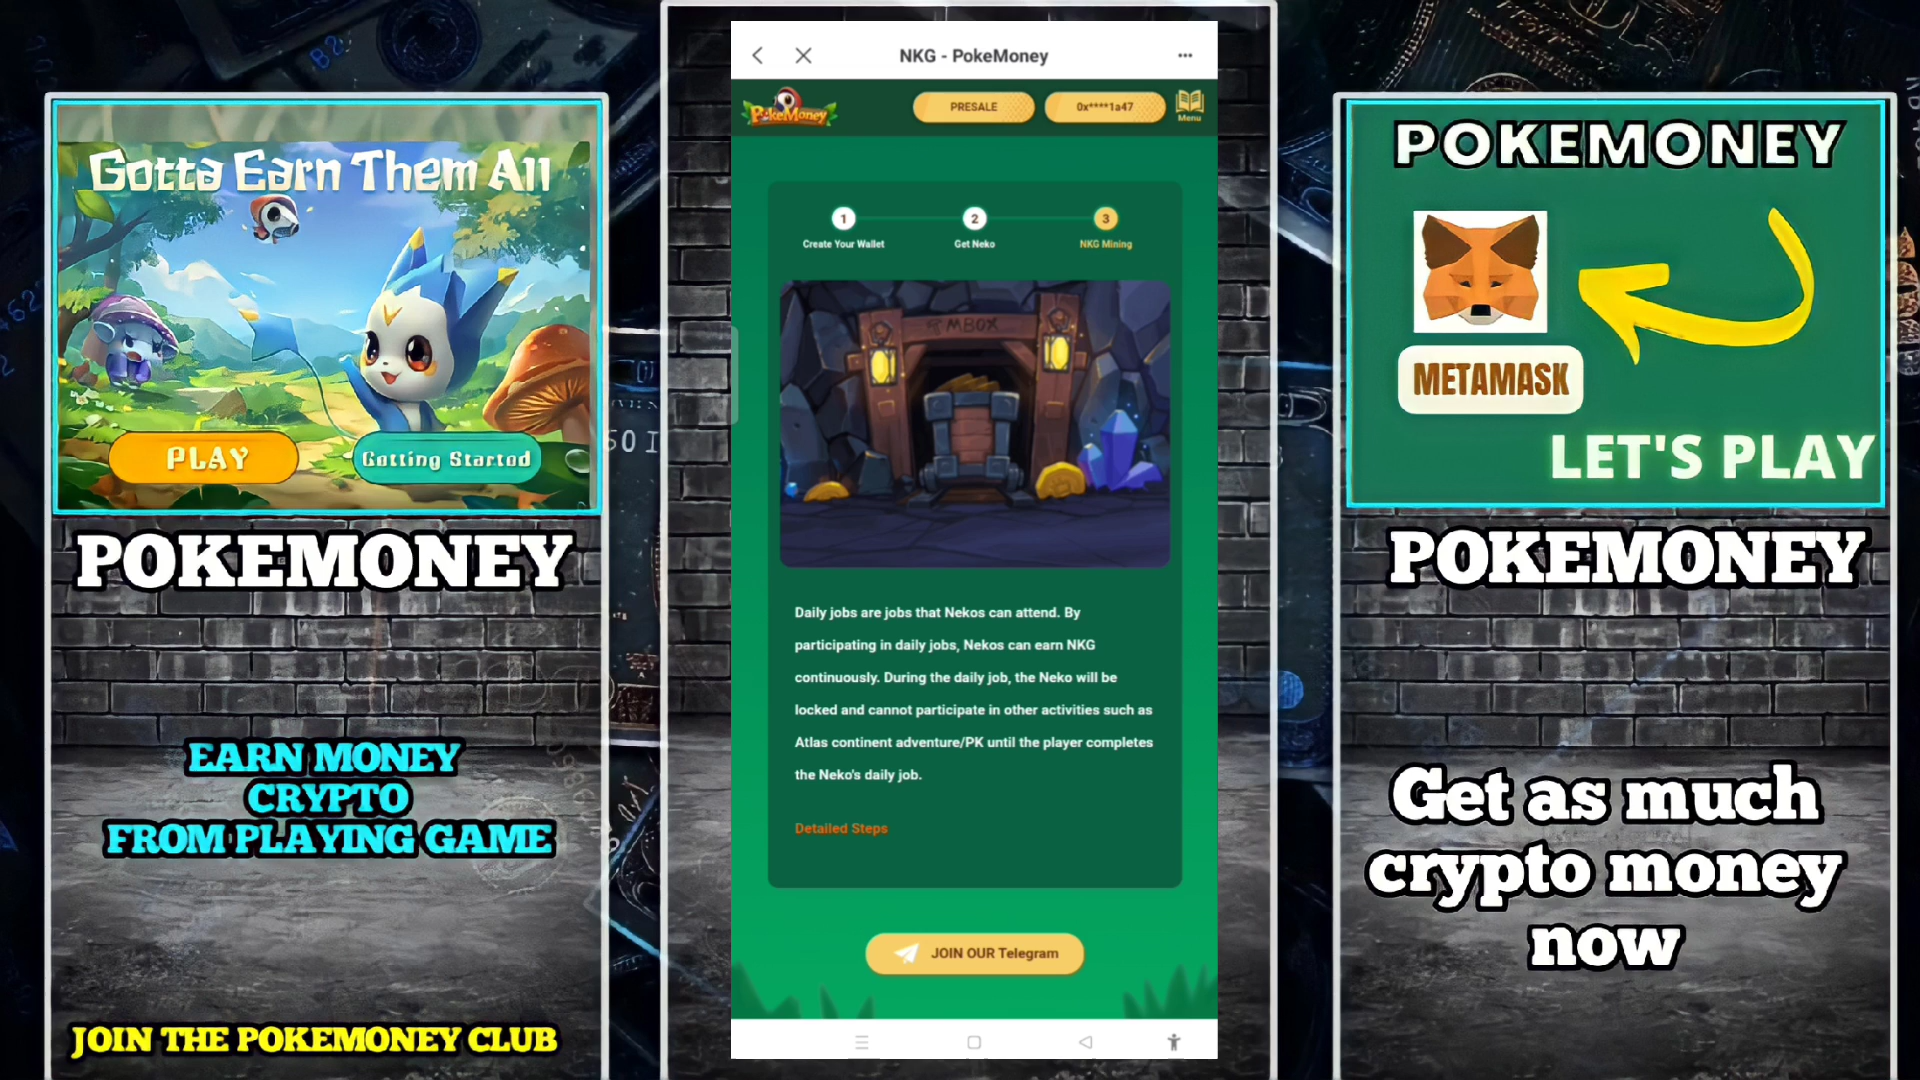 Gotta Earn Them All
PLAY
Getting Started
POKEMONEY
EARN MONEY
CRYPTO
FROM PLAYING GAME
JOIN THE POKEMONEY CLUB
NKG - PokeMoney
PokeMoney
PRESALE
0x****1a47
Menu
1
2
3
Create Your Wallet
Get Neko
NKG Mining
MBOX
Daily jobs are jobs that Nekos can attend. By
participating in daily jobs, Nekos can earn NKG
continuously. During the daily job, the Neko will be
locked and cannot participate in other activities such as
Atlas continent adventure/PK until the player completes
the Neko's daily job.
Detailed Steps
JOIN OUR Telegram
POKEMONEY
METAMASK
LET'S PLAY
POKEMONEY
Get as much
crypto money
now